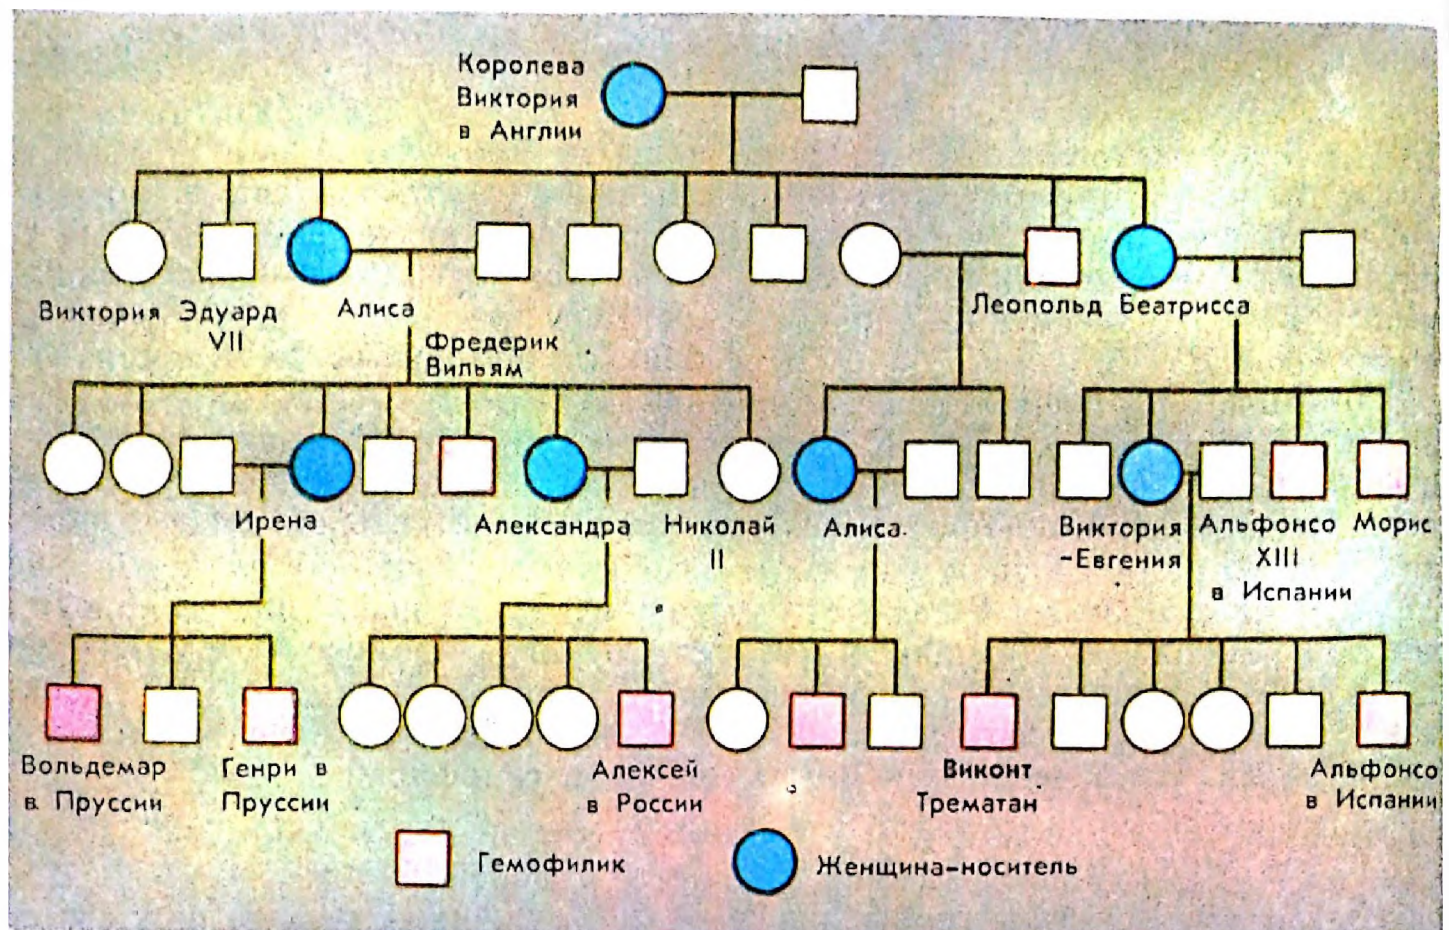 Королева
Виктория
в Англии
Виктория
Эдуард
VII
Алиса
Леопольд
Беатрисса
Фредерик
Вильям
Ирена
Александра
Николай
II
Алиса.
Виктория
-Евгения
Альфонсо
XIII
в Испании
Морис
Вольдемар
в Пруссии
Генри в
Пруссии
Алексей
в России
Виконт
Трематан
Альфонсо
в Испании
Гемофилик
Женщина-носитель